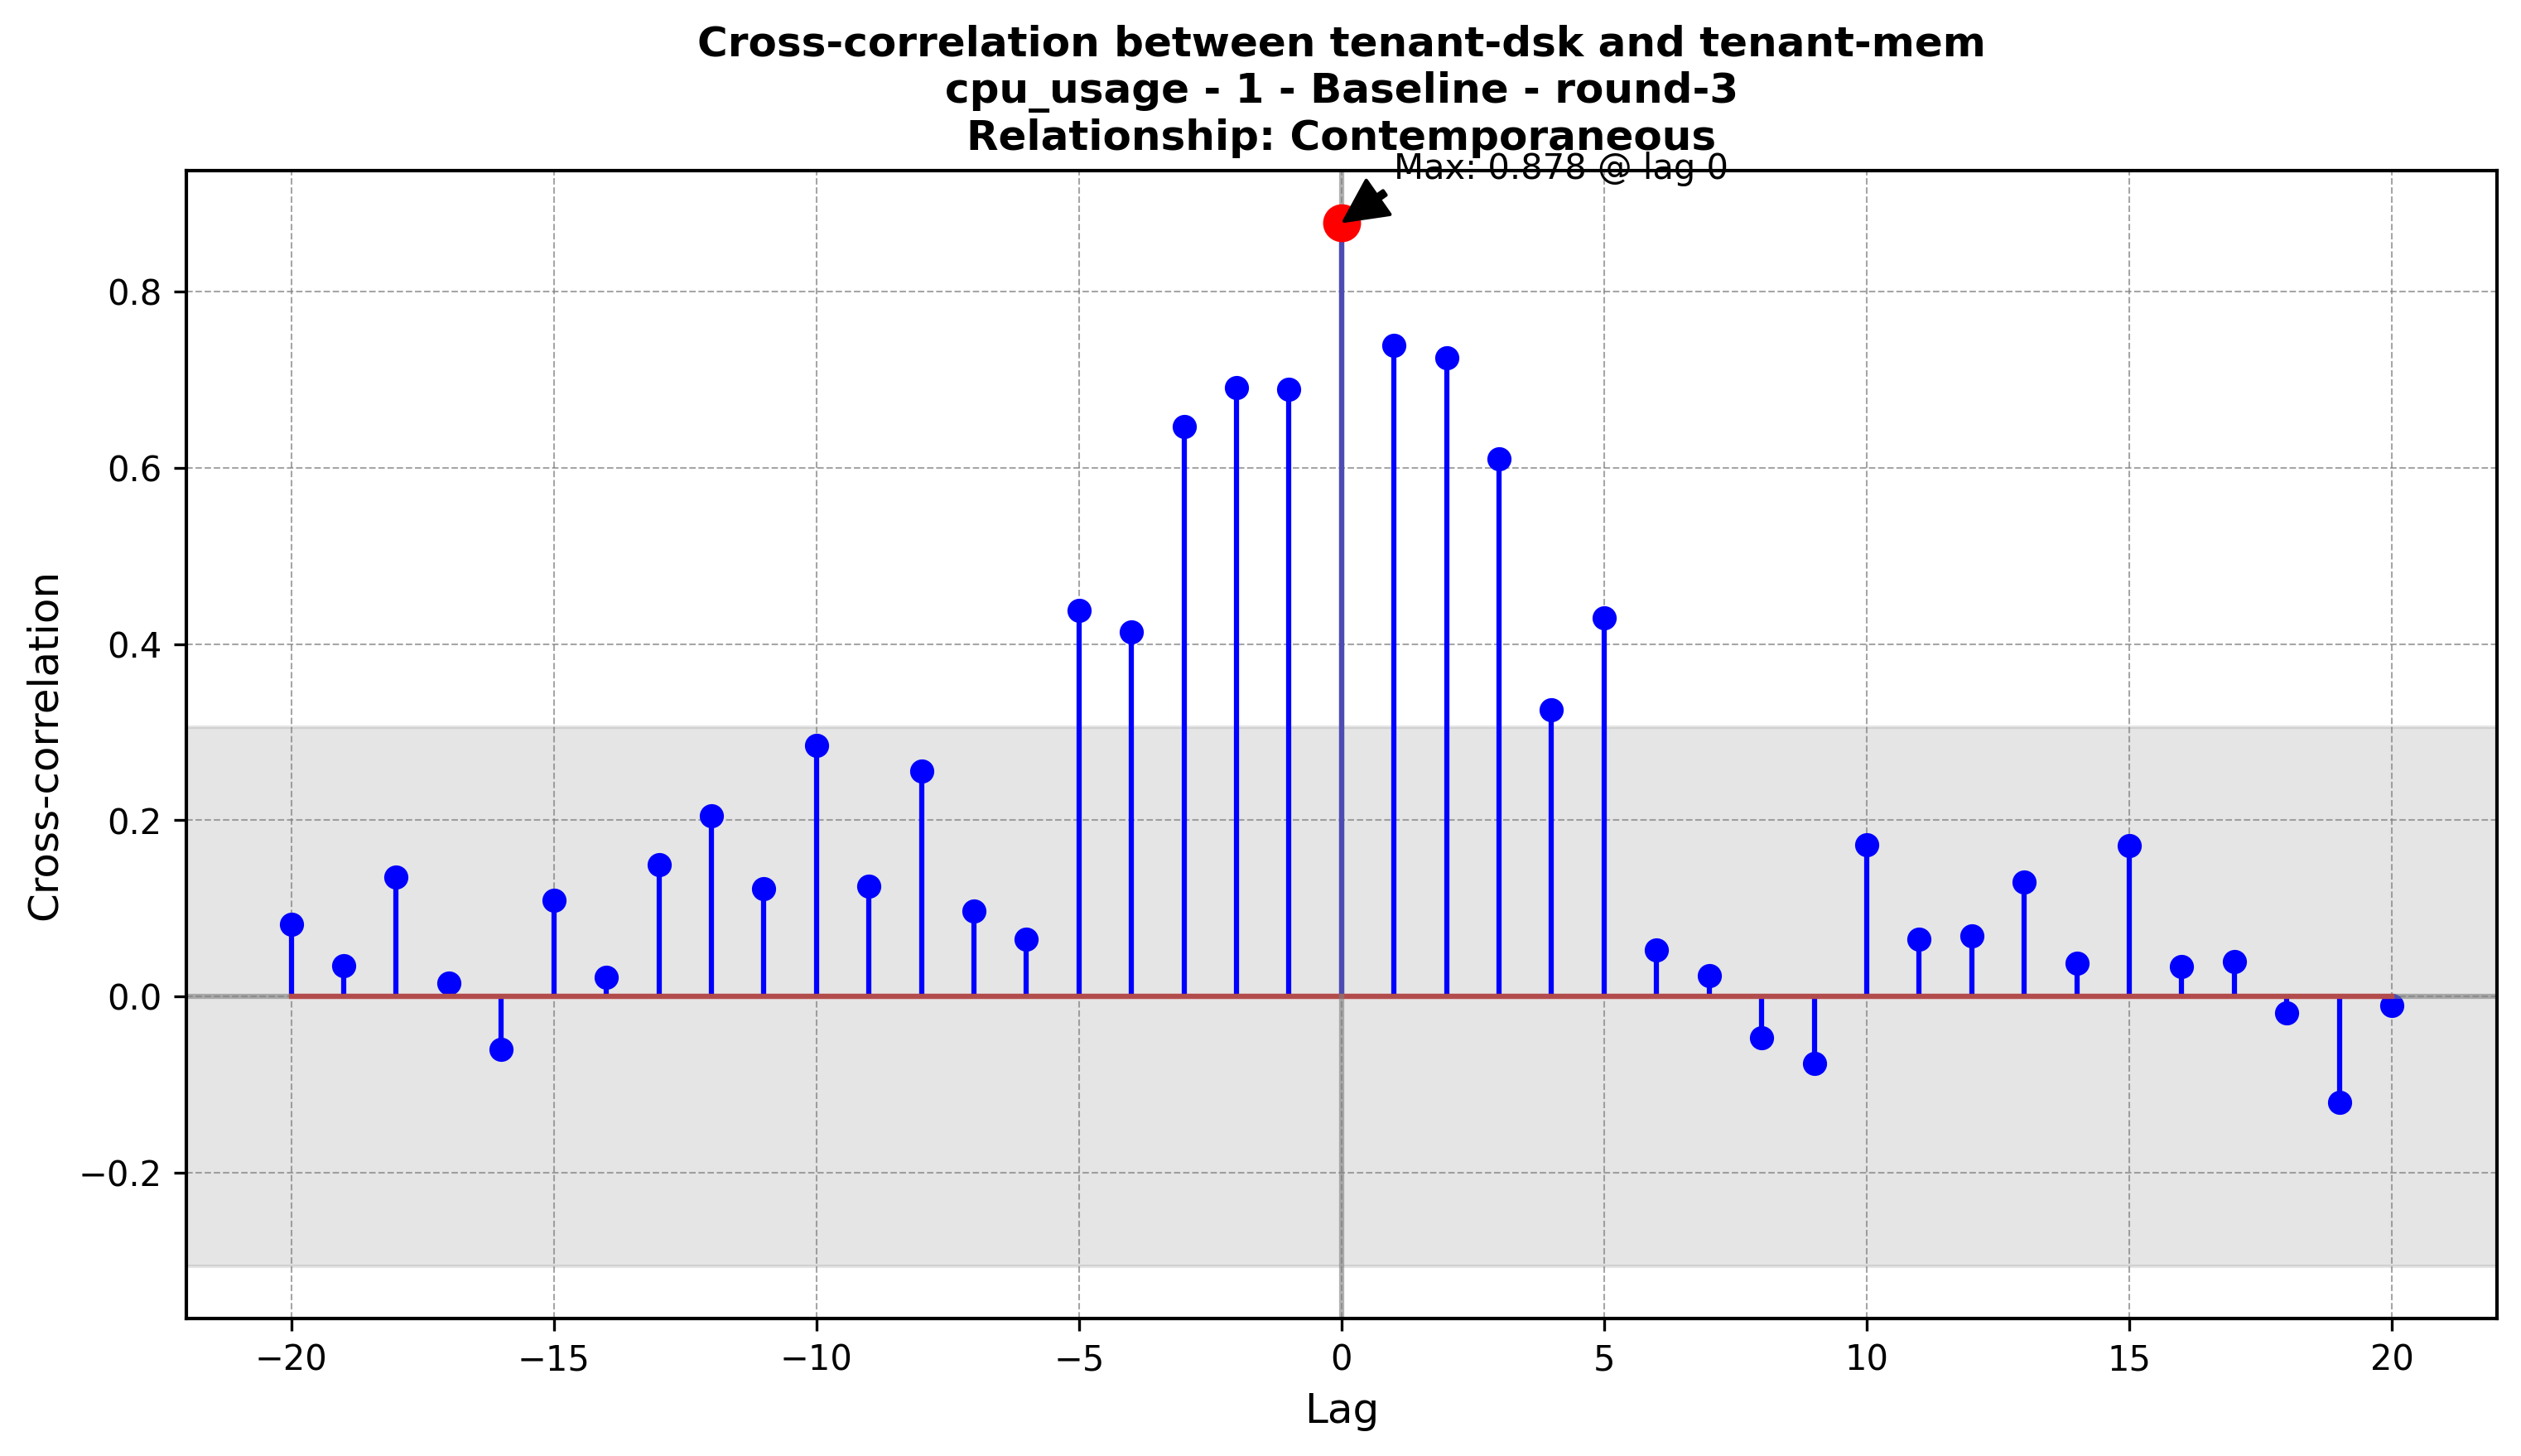 Cross-correlation between tenant-dsk and tenant-mem
cpu_usage - 1 - Baseline - round-3
Relationship: Contemporaneous
Max: 0.878 @ lag 0
0.8
0.6
0.4
0.2
0.0
−0.2
Cross-correlation
−20 −15 −10 −5 0 5 10 15 20
Lag